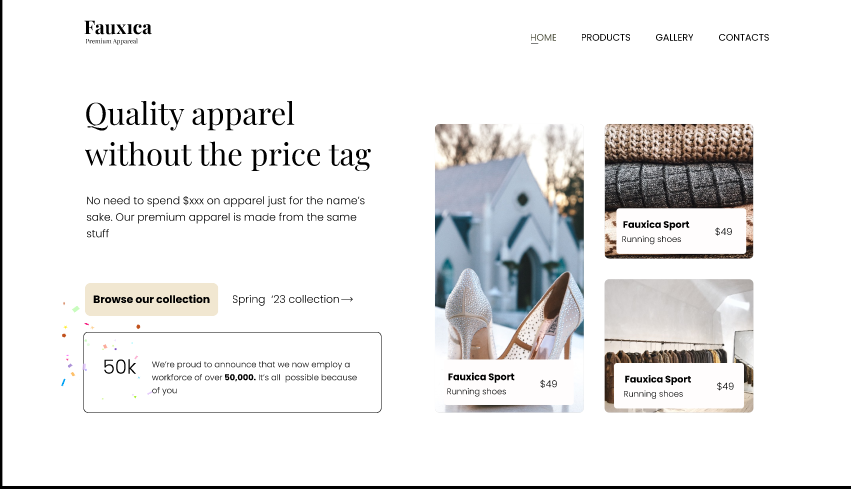 Fauxıca
Premium Appareal
HOME
PRODUCTS
GALLERY
CONTACTS
Quality apparel
without the price tag
No need to spend $xxx on apparel just for the name’s
sake. Our premium apparel is made from the same
stuff
Browse our collection
Spring ‘23 collection→
50k
We’re proud to announce that we now employ a
workforce of over 50,000. It’s all possible because
of you
Fauxica Sport
Running shoes
$49
Fauxica Sport
Running shoes
$49
Fauxica Sport
Running shoes
$49